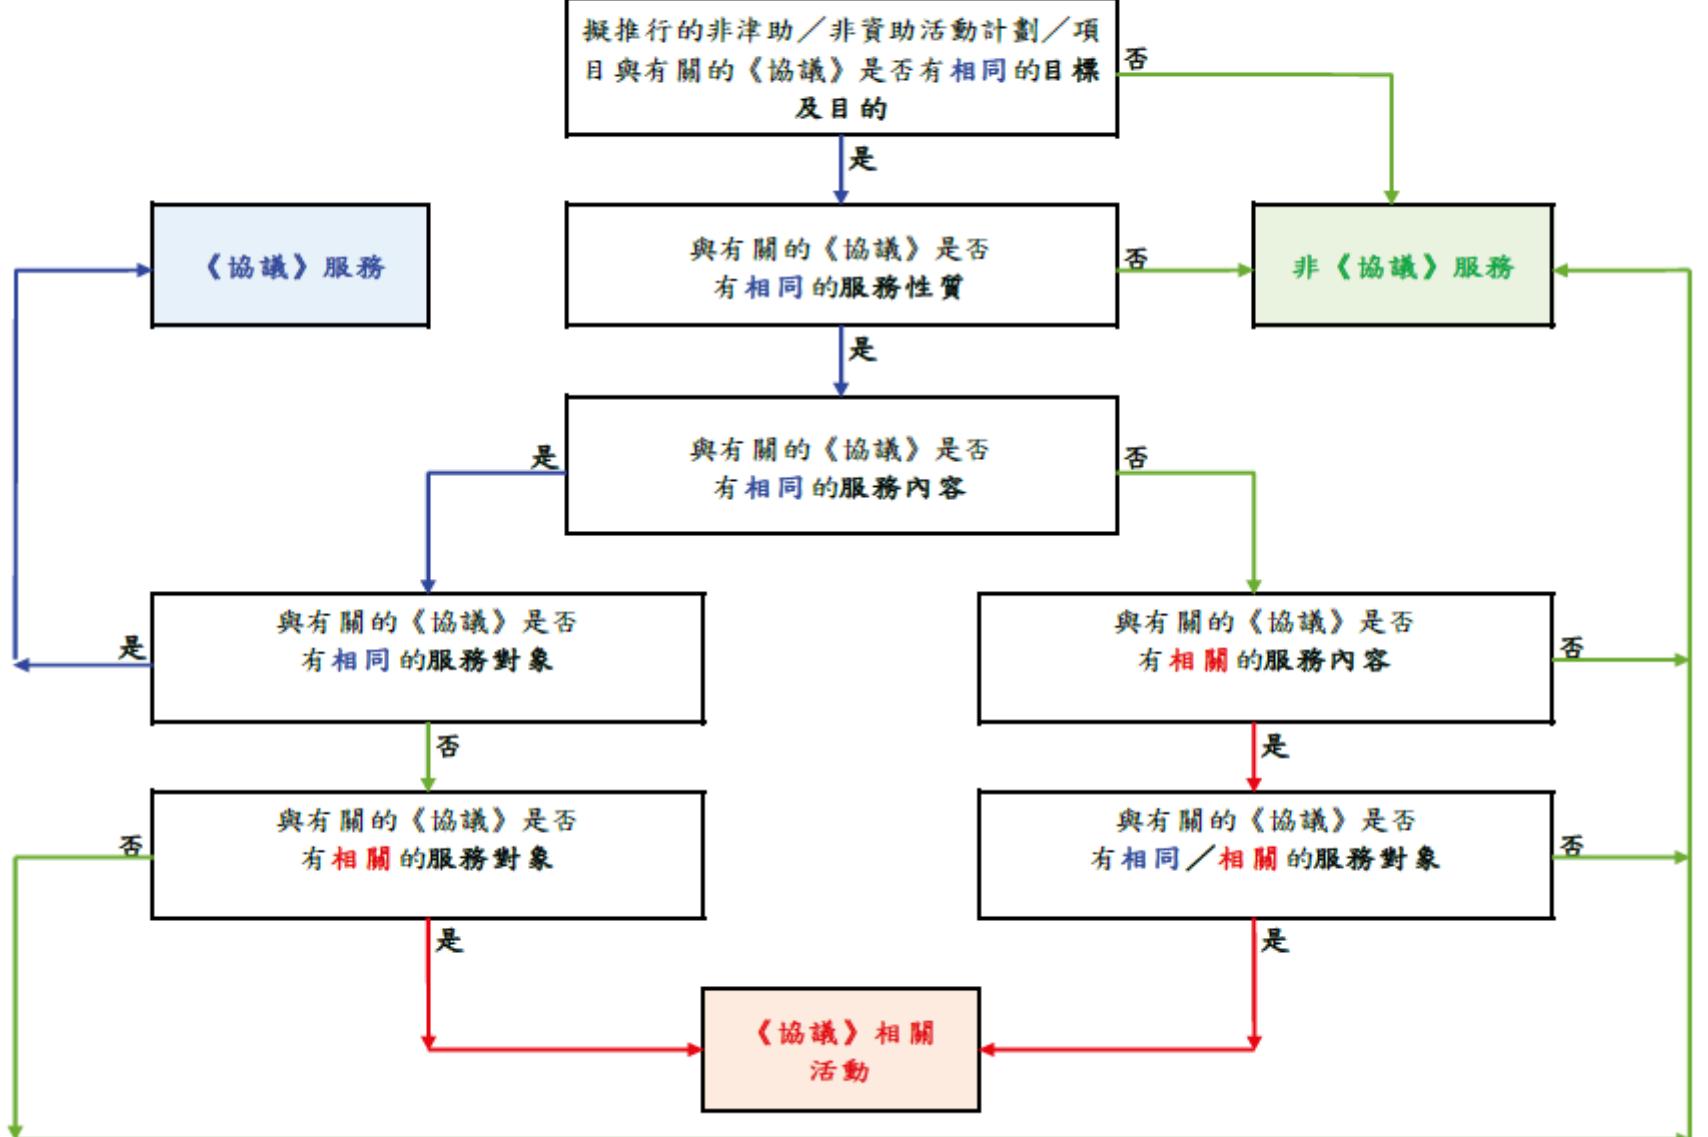 擬推行的非津助／非資助活動計劃／項
目與有關的《協議》是否有相同的目標
及目的
否
是
《協議》服務
與有關的《協議》是否
有相同的服務性質
否
非《協議》服務
是
與有關的《協議》是否
有相同的服務內容
是
否
與有關的《協議》是否
有相同的服務對象
是
與有關的《協議》是否
有相關的服務內容
否
否
是
與有關的《協議》是否
有相關的服務對象
否
與有關的《協議》是否
有相同／相關的服務對象
否
是
是
《協議》相關
活動